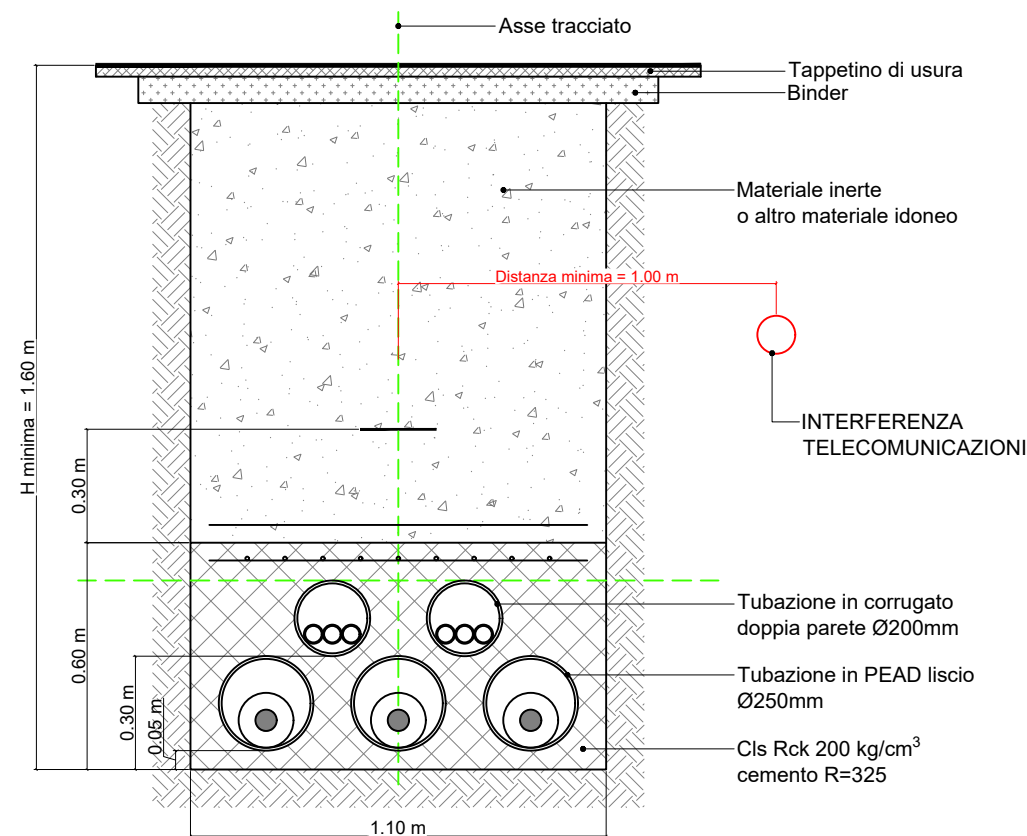 Asse tracciato
Tappetino di usura
Binder
Materiale inerte
o altro materiale idoneo
Distanza minima = 1.00 m
INTERFERENZA
TELECOMUNICAZIONI
H minima = 1.60 m
0.30 m
0.60 m
0.30 m
0.05 m
Tubazione in corrugato
doppia parete Ø200mm
Tubazione in PEAD liscio
Ø250mm
Cls Rck 200 kg/cm³
cemento R=325
1.10 m